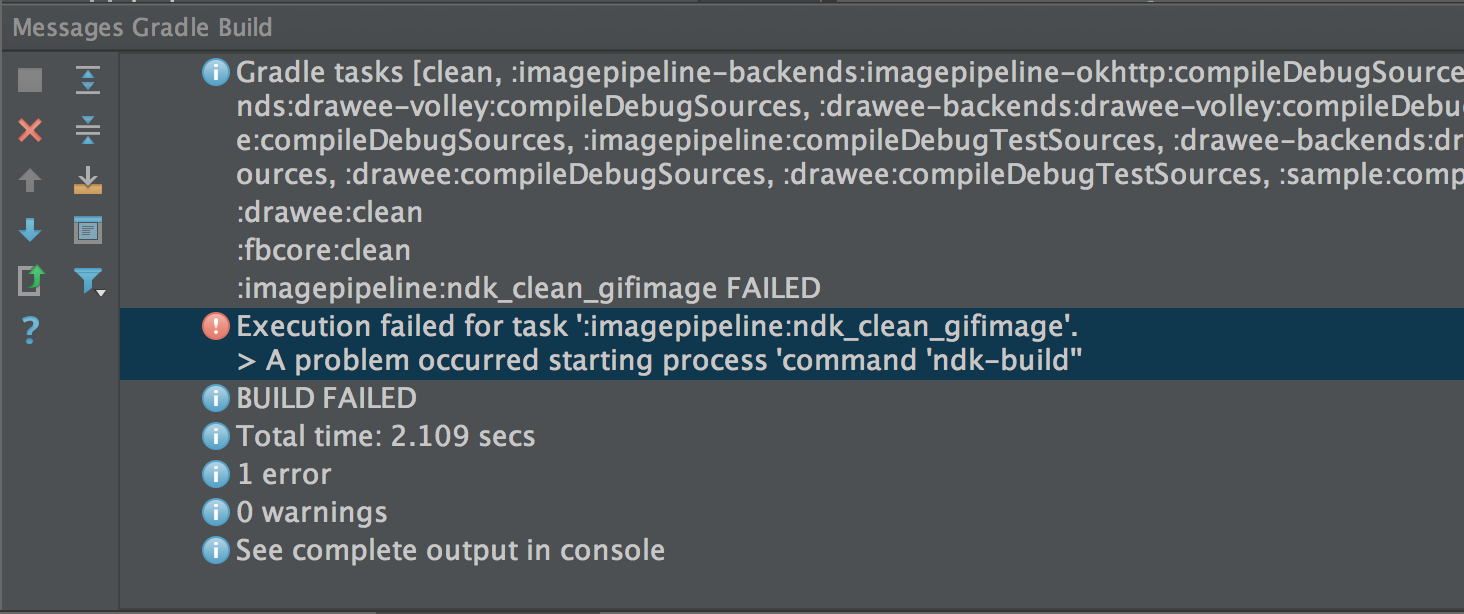 Messages Gradle Build
Gradle tasks [clean, :imagepipeline-backends:imagepipeline-okhttp:compileDebugSource
nds:drawee-volley:compileDebugSources, :drawee-backends:drawee-volley:compileDebu
e:compileDebugSources, :imagepipeline:compileDebugTestSources, :drawee-backends:dr
ources, :drawee:compileDebugSources, :drawee:compileDebugTestSources, :sample:comp
:drawee:clean
:fbcore:clean
:imagepipeline:ndk_clean_gifimage FAILED
Execution failed for task ':imagepipeline:ndk_clean_gifimage'.
> A problem occurred starting process 'command 'ndk-build''
BUILD FAILED
Total time: 2.109 secs
1 error
0 warnings
See complete output in console